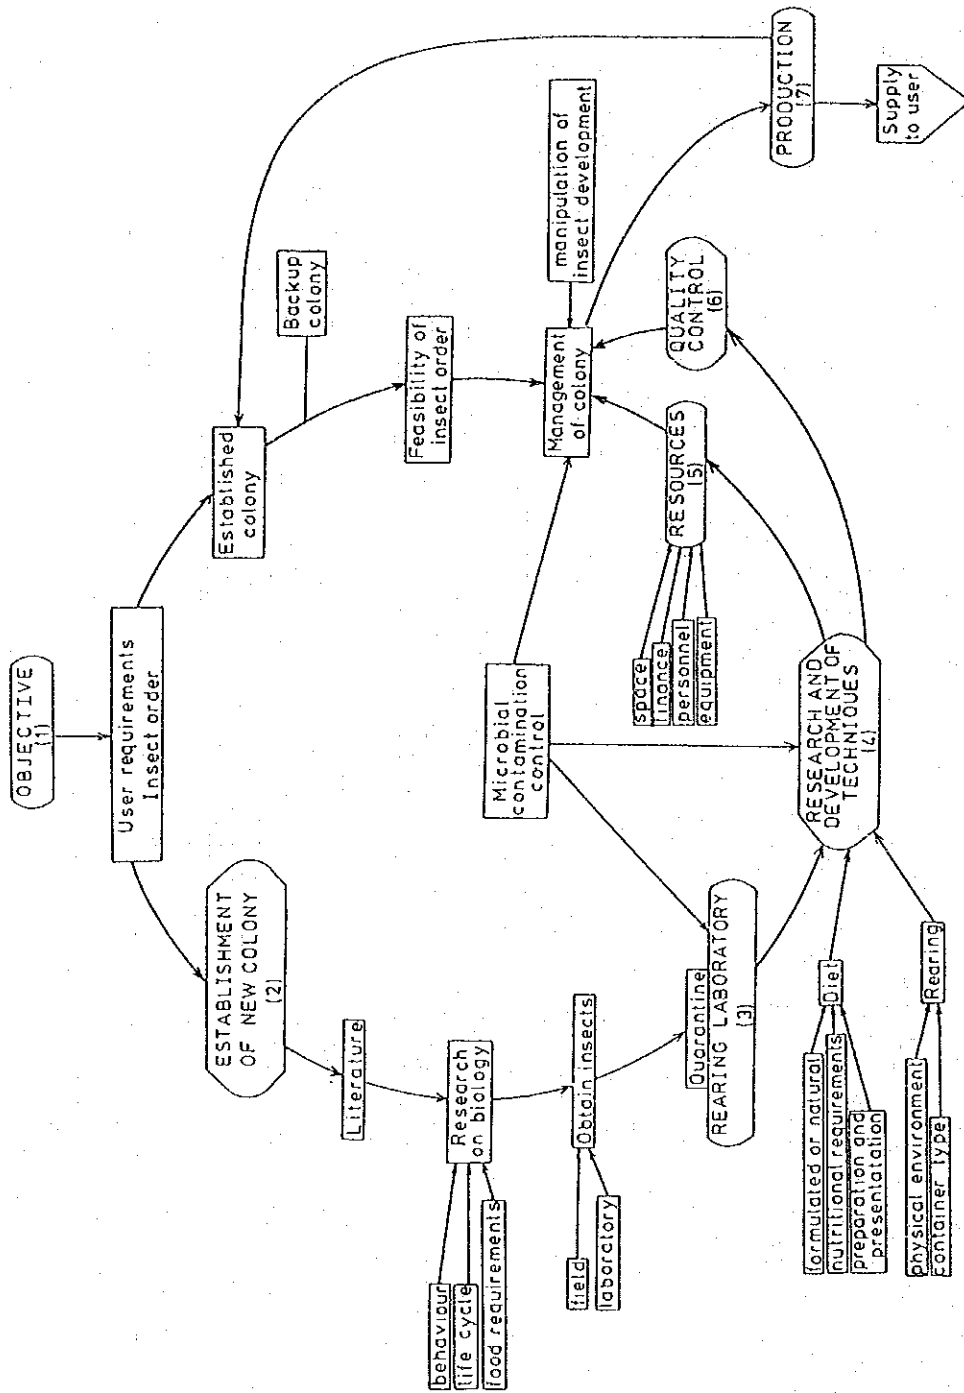 OBJECTIVE
(1)
User requirements
Insect order
ESTABLISHMENT
OF NEW COLONY
(2)
Established
colony
Backup
colony
Literature
Feasibility of
insect order
Research
on biology
behaviour
life cycle
food requirements
Microbial
contamination
control
Management
of colony
manipulation of
insect development
Obtain insects
field
laboratory
space
finance
personnel
equipment
RESOURCES
(5)
QUALITY
CONTROL
(6)
Quarantine
REARING LABORATORY
(3)
PRODUCTION
(7)
RESEARCH AND
DEVELOPMENT OF
TECHNIQUES
(4)
Diet
formulated or natural
nutritional requirements
preparation and
presentatation
Supply
to user
Rearing
physical environment
container type